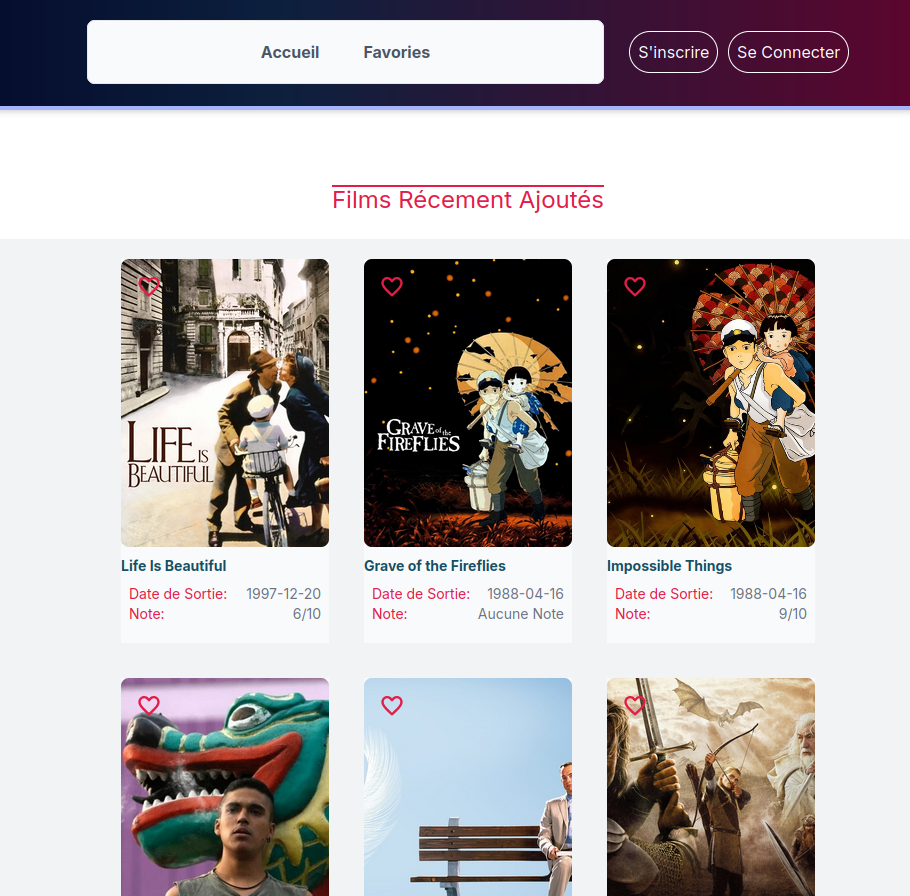 Accueil Favories S'inscrire Se Connecter
Films Récement Ajoutés
LIFE IS
BEAUTIFUL
GRAVE of the
FIREFLIES
Life Is Beautiful Grave of the Fireflies Impossible Things
Date de Sortie: 1997-12-20 Date de Sortie: 1988-04-16 Date de Sortie: 1988-04-16
Note: 6/10 Note: Aucune Note Note: 9/10